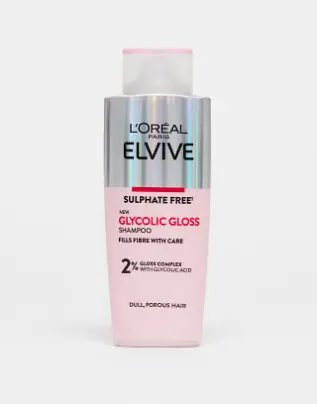 L'ORÉAL
PARIS
ELVIVE
SULPHATE FREE¹
NEW
GLYCOLIC GLOSS
SHAMPOO
FILLS FIBRE WITH CARE
2% GLOSS COMPLEX
WITH GLYCOLIC ACID
DULL, POROUS HAIR